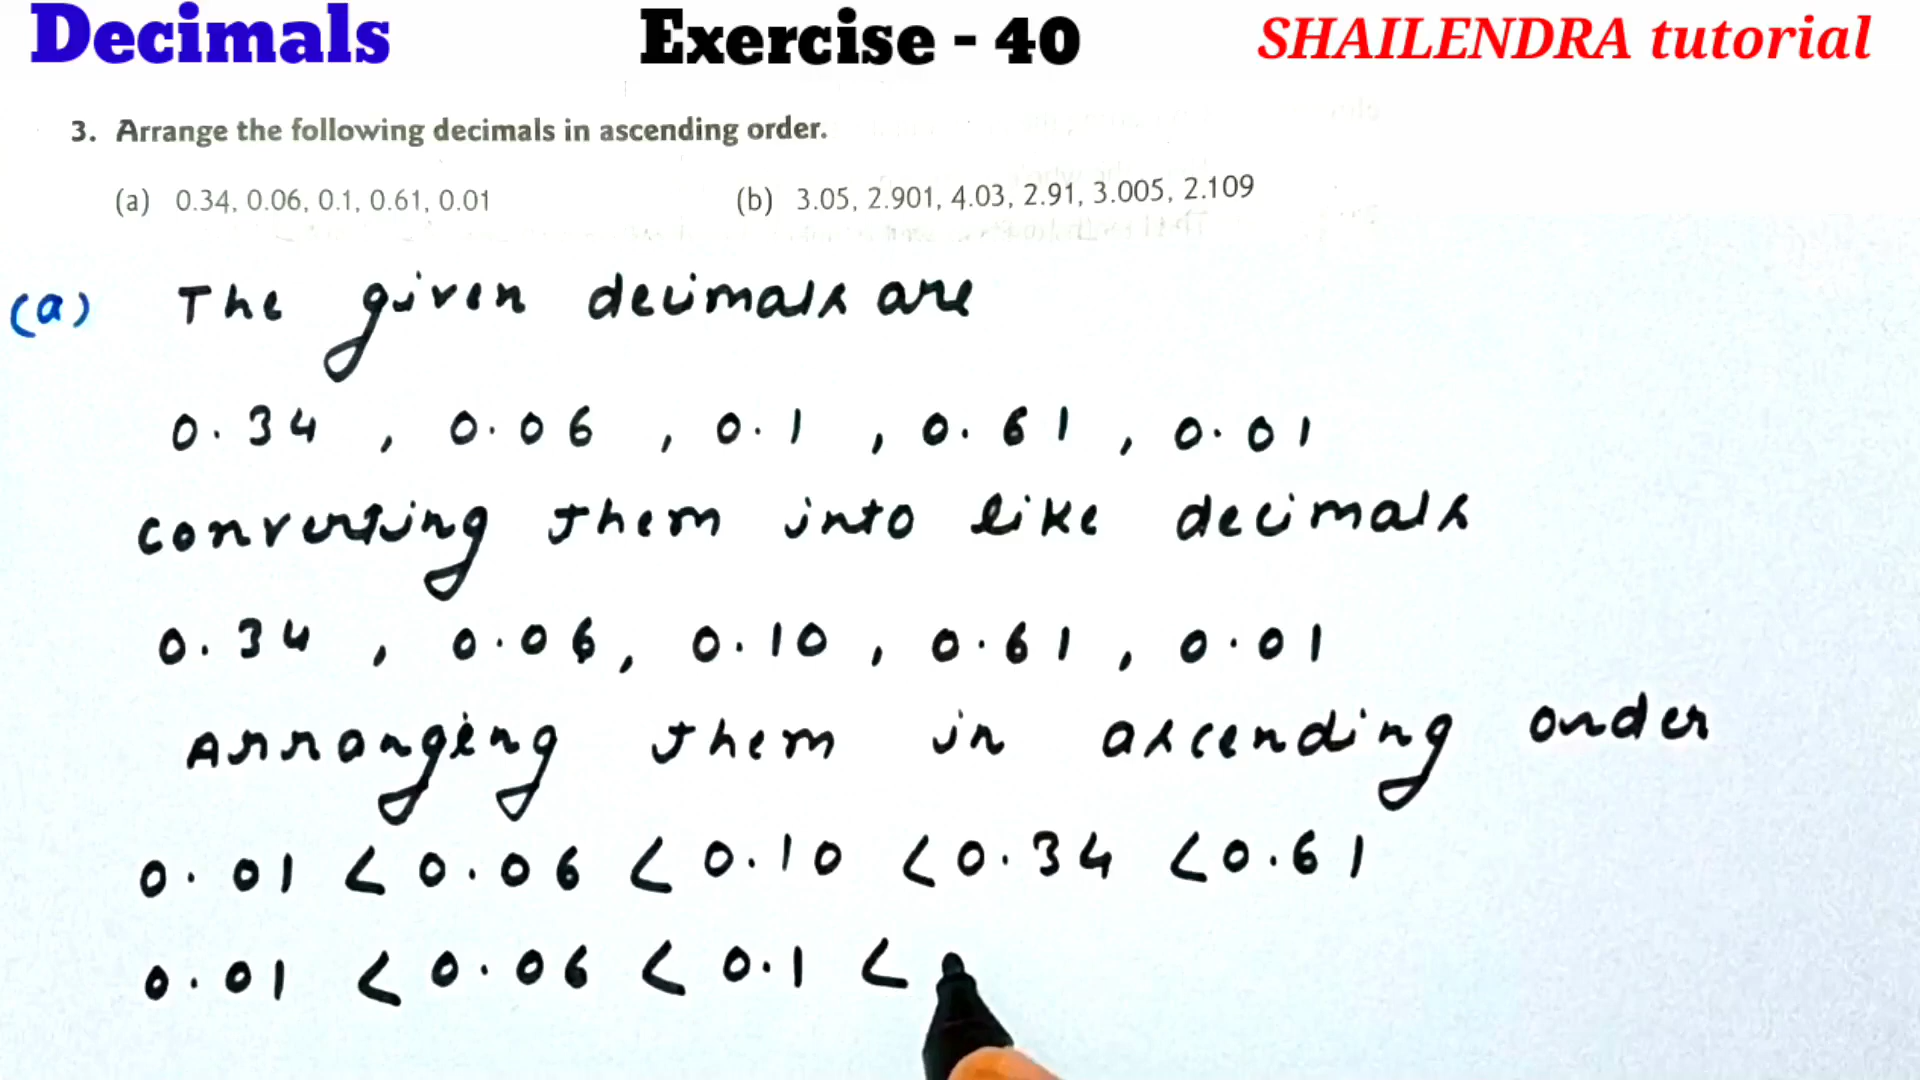 Decimals Exercise - 40 SHAILENDRA tutorial
3. Arrange the following decimals in ascending order.
(a) 0.34, 0.06, 0.1, 0.61, 0.01 (b) 3.05, 2.901, 4.03, 2.91, 3.005, 2.109
(a) The given decimals are
0.34 , 0.06 , 0.1 , 0.61 , 0.01
converting them into like decimals
0.34 , 0.06, 0.10 , 0.61 , 0.01
Arranging them in ascending order
0.01 < 0.06 < 0.10 < 0.34 < 0.61
0.01 < 0.06 < 0.1 <